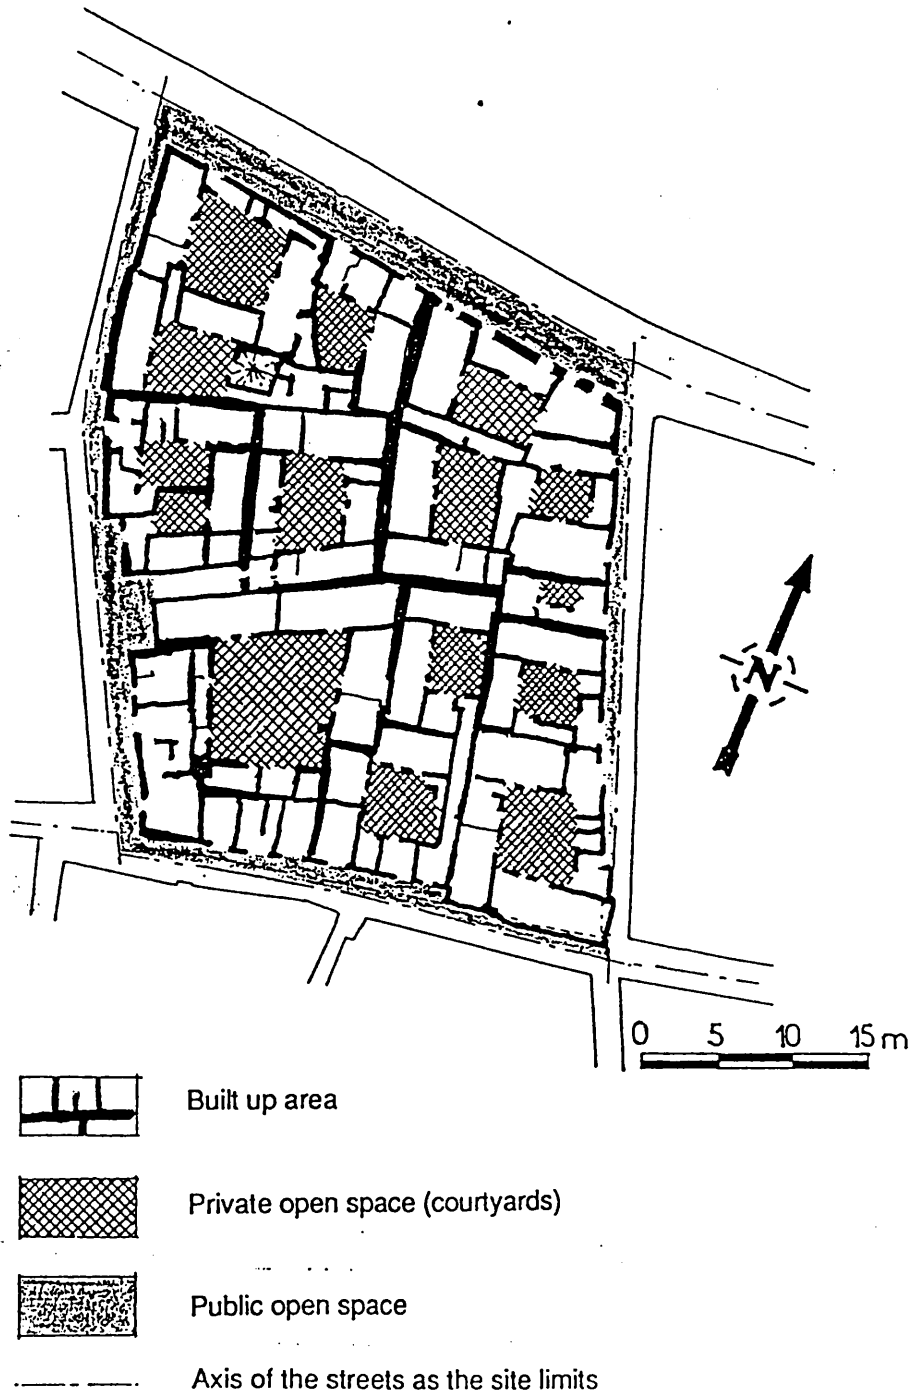 N
0 5 10 15 m
Built up area
Private open space (courtyards)
Public open space
Axis of the streets as the site limits